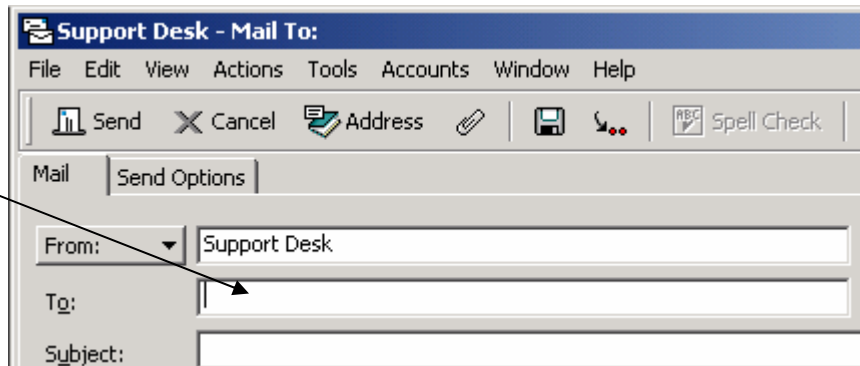 Support Desk - Mail To:
File Edit View Actions Tools Accounts Window Help
Send Cancel Address ABC Spell Check
Mail Send Options
From: Support Desk
To:
Subject: